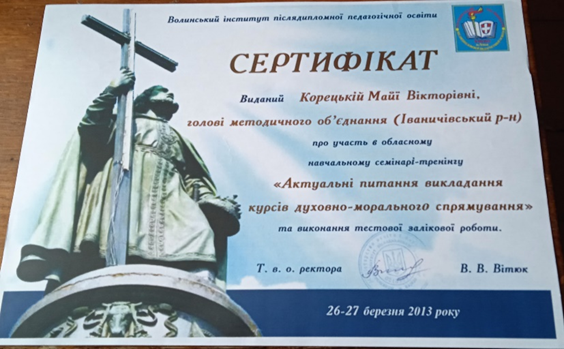 Волинський інститут післядипломної педагогічної освіти
СЕРТИФІКАТ
Виданий Корецькій Майї Вікторівні,
голові методичного об'єднання (Іваничівський р-н)
про участь в обласному
навчальному семінарі-тренінгу
«Актуальні питання викладання
курсів духовно-морального спрямування»
та виконання тестової залікової роботи.
Т. в. о. ректора В. В. Вітюк
26-27 березня 2013 року